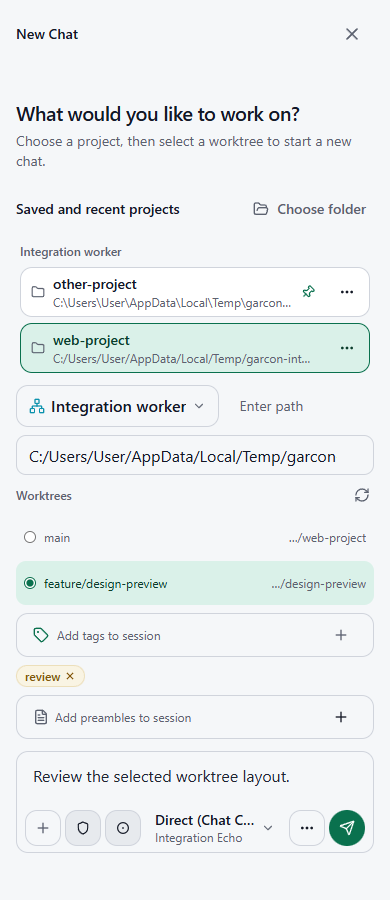 New Chat
What would you like to work on?
Choose a project, then select a worktree to start a new
chat.
Saved and recent projects
Choose folder
Integration worker
other-project
C:\Users\User\AppData\Local\Temp\garcon...
web-project
C:/Users/User/AppData/Local/Temp/garcon-int...
Integration worker
Enter path
C:/Users/User/AppData/Local/Temp/garcon
Worktrees
main
.../web-project
feature/design-preview
.../design-preview
Add tags to session
review
Add preambles to session
Review the selected worktree layout.
Direct (Chat C...
Integration Echo